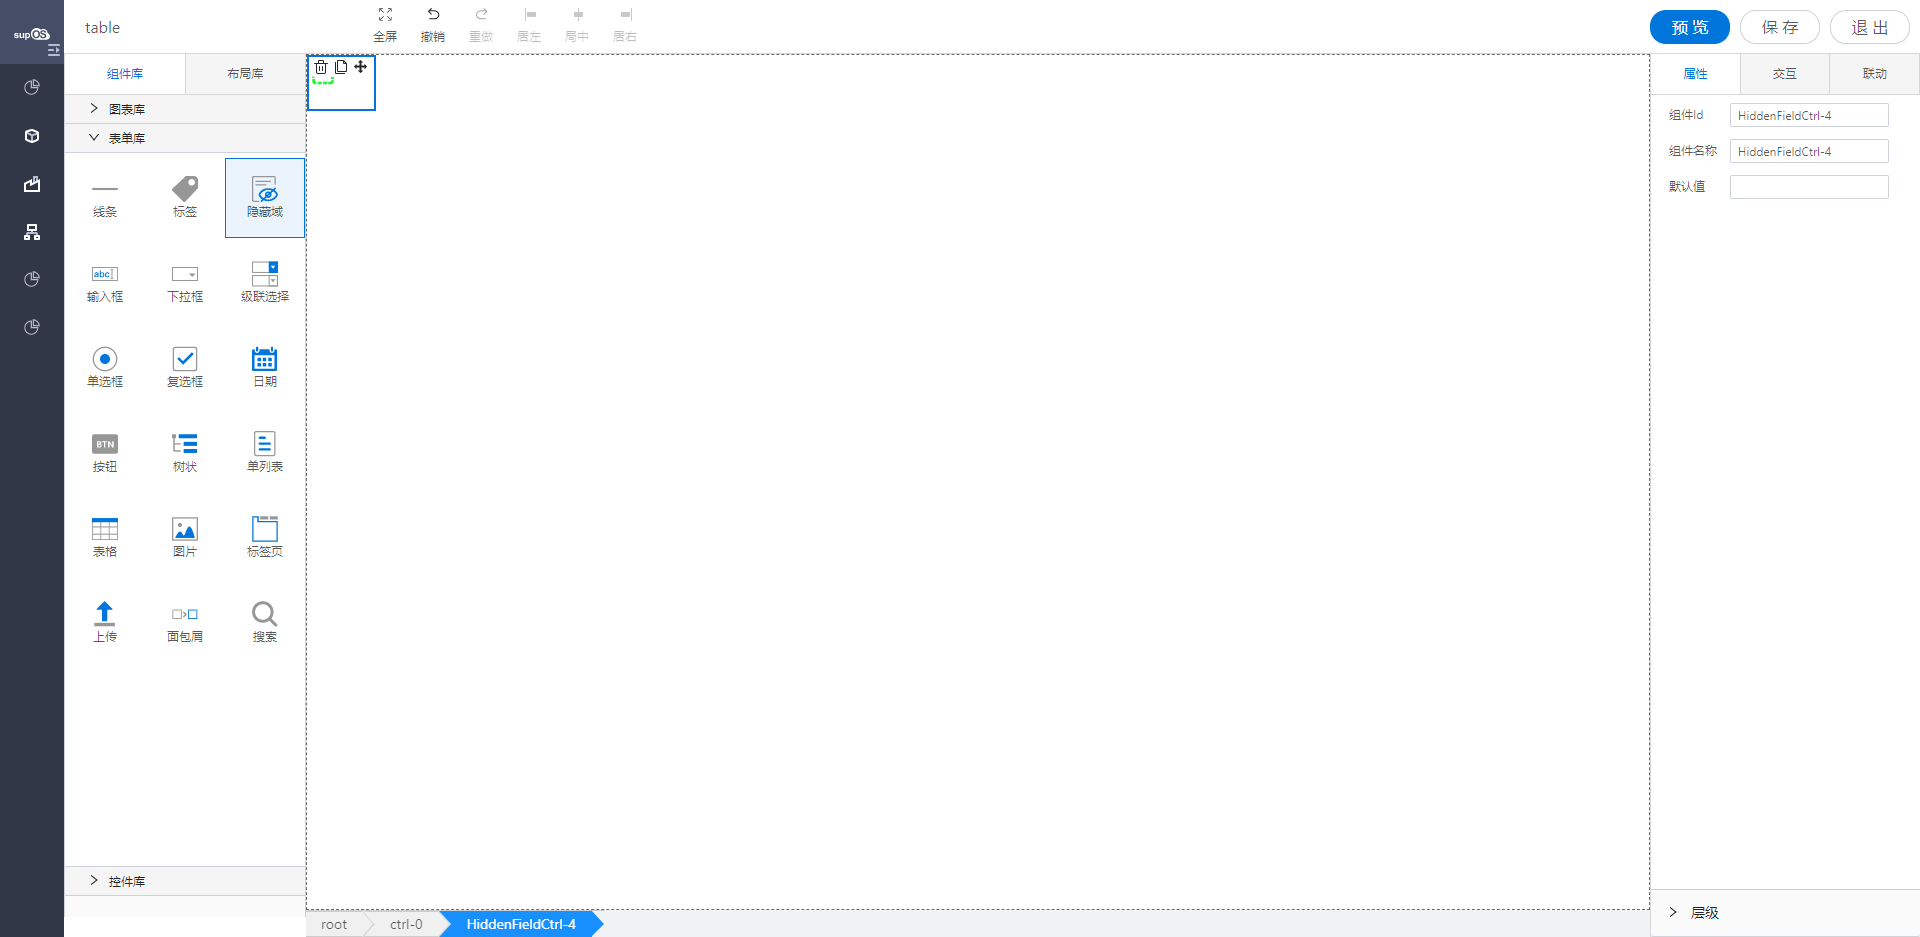 supOS
table
全屏
撤销
重做
居左
局中
居右
预 览
保 存
退 出
组件库
布局库
图表库
表单库
线条
标签
隐藏域
abc
输入框
下拉框
级联选择
单选框
复选框
日期
BTN
按钮
树状
单列表
表格
图片
标签页
上传
面包屑
搜索
控件库
root
ctrl-0
HiddenFieldCtrl-4
属性
交互
联动
组件Id
HiddenFieldCtrl-4
组件名称
HiddenFieldCtrl-4
默认值
层级